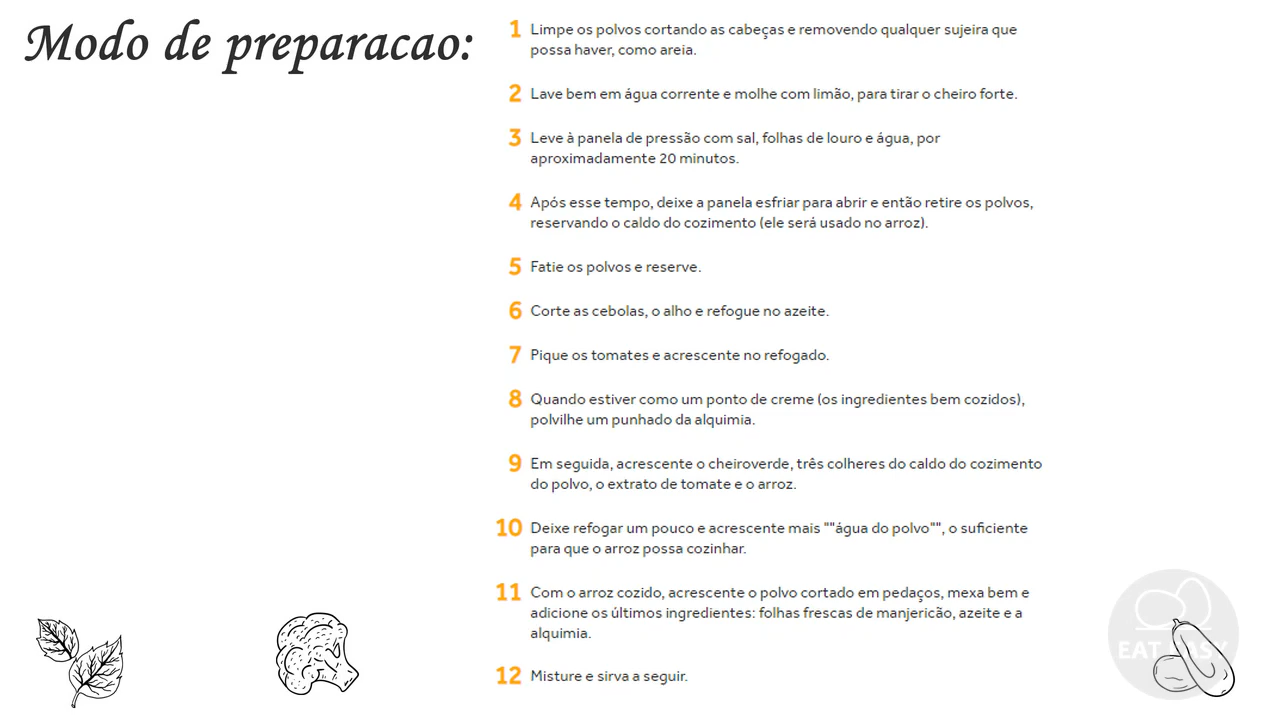 Modo de preparacao:
1 Limpe os polvos cortando as cabeças e removendo qualquer sujeira que
possa haver, como areia.
2 Lave bem em água corrente e molhe com limão, para tirar o cheiro forte.
3 Leve à panela de pressão com sal, folhas de louro e água, por
aproximadamente 20 minutos.
4 Após esse tempo, deixe a panela esfriar para abrir e então retire os polvos,
reservando o caldo do cozimento (ele será usado no arroz).
5 Fatie os polvos e reserve.
6 Corte as cebolas, o alho e refogue no azeite.
7 Pique os tomates e acrescente no refogado.
8 Quando estiver como um ponto de creme (os ingredientes bem cozidos),
polvilhe um punhado da alquimia.
9 Em seguida, acrescente o cheiroverde, três colheres do caldo do cozimento
do polvo, o extrato de tomate e o arroz.
10 Deixe refogar um pouco e acrescente mais ""água do polvo"", o suficiente
para que o arroz possa cozinhar.
11 Com o arroz cozido, acrescente o polvo cortado em pedaços, mexa bem e
adicione os últimos ingredientes: folhas frescas de manjericão, azeite e a
alquimia.
12 Misture e sirva a seguir.
EAT EASY